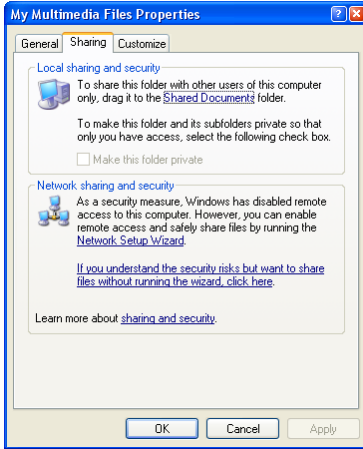 My Multimedia Files Properties
General Sharing Customize
Local sharing and security
To share this folder with other users of this computer
only, drag it to the Shared Documents folder.
To make this folder and its subfolders private so that
only you have access, select the following check box.
Make this folder private
Network sharing and security
As a security measure, Windows has disabled remote
access to this computer. However, you can enable
remote access and safely share files by running the
Network Setup Wizard.
If you understand the security risks but want to share
files without running the wizard, click here.
Learn more about sharing and security.
OK Cancel Apply